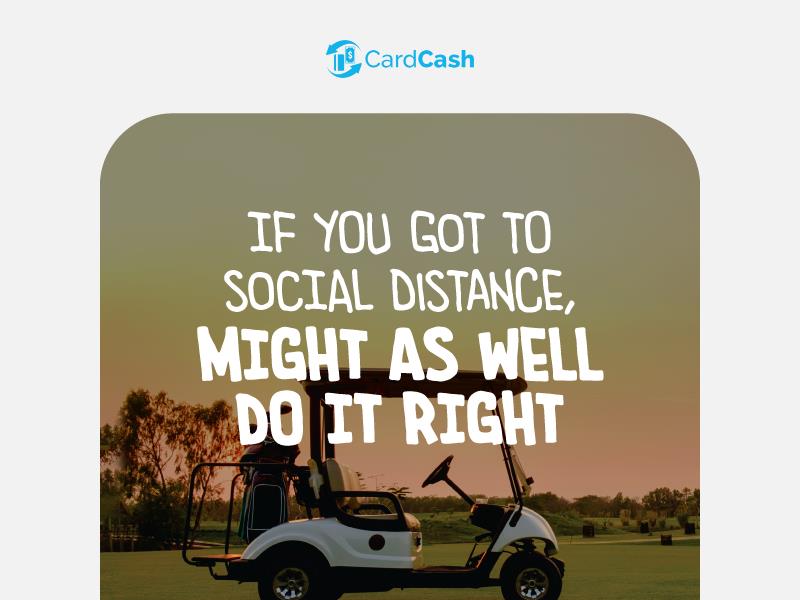 CardCash
IF YOU GOT TO
SOCIAL DISTANCE,
MIGHT AS WELL
DO IT RIGHT